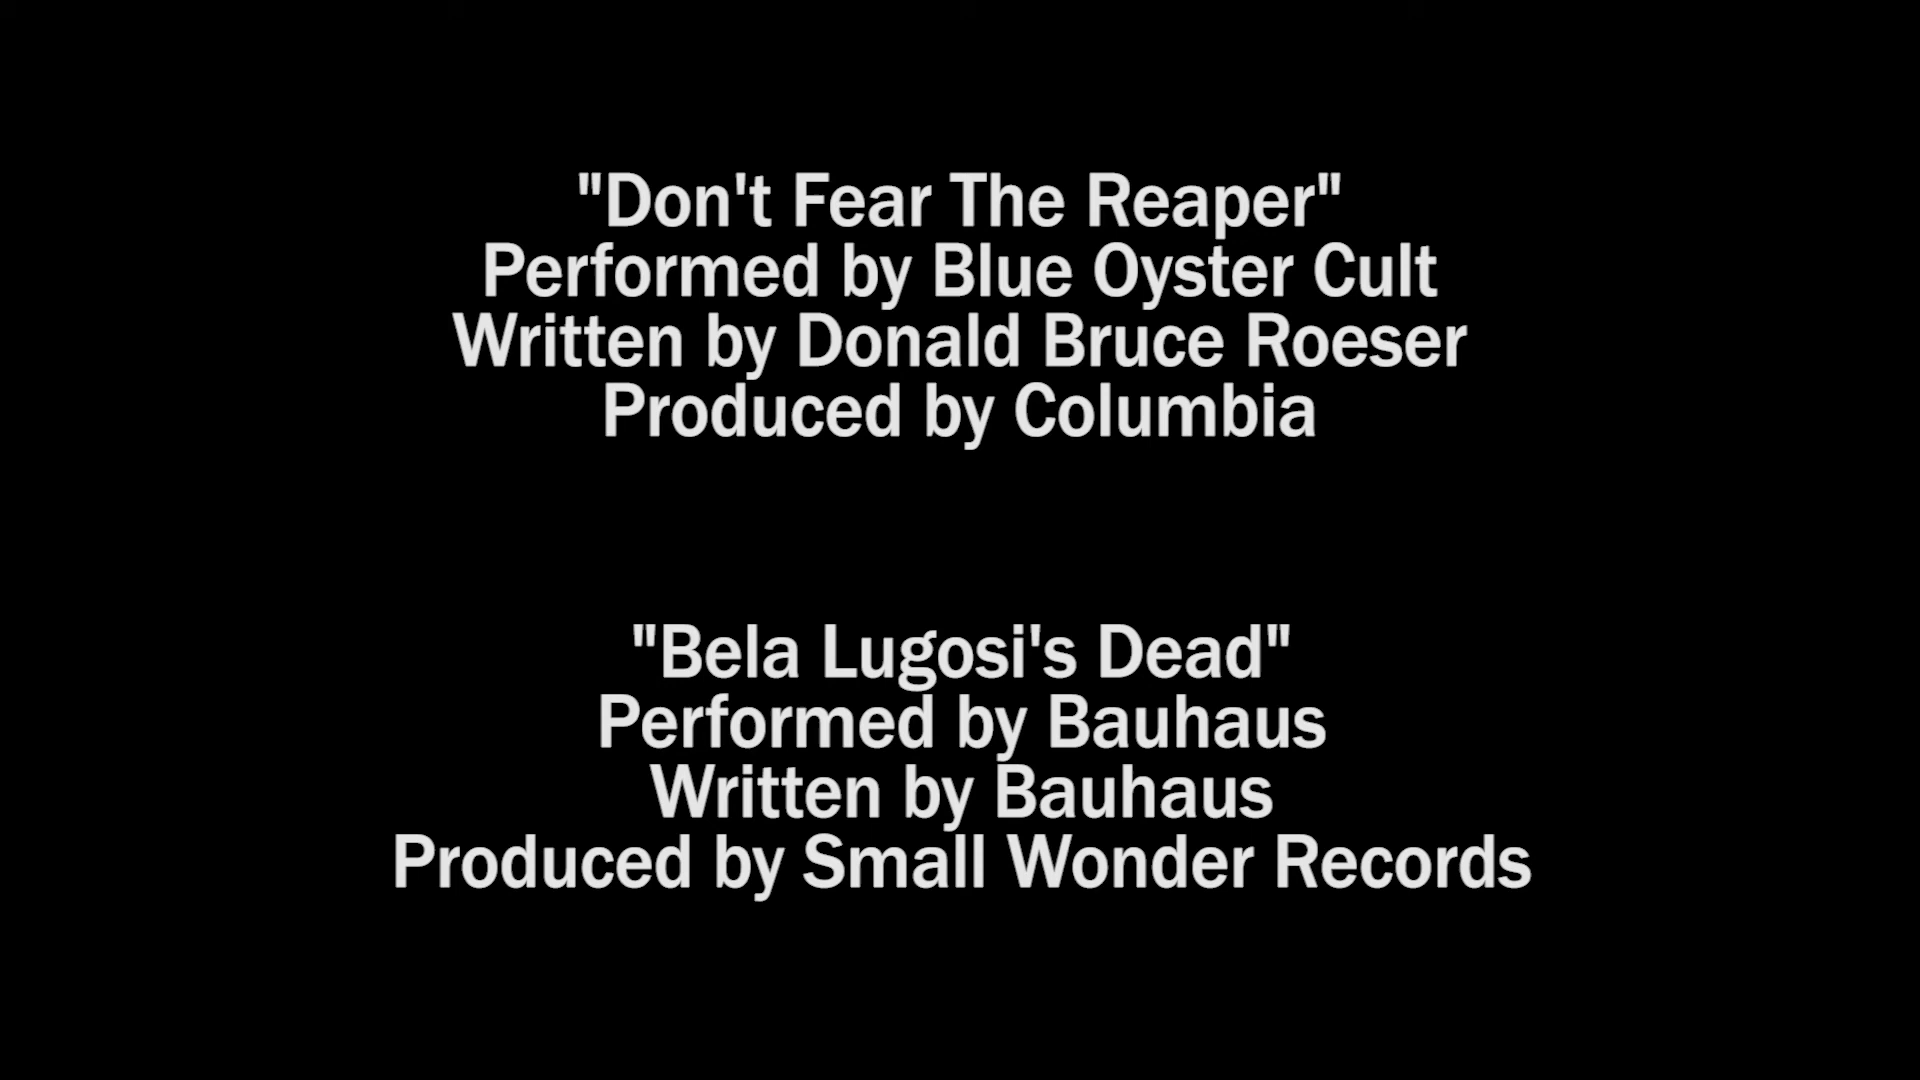 "Don't Fear The Reaper"
Performed by Blue Oyster Cult
Written by Donald Bruce Roeser
Produced by Columbia
"Bela Lugosi's Dead"
Performed by Bauhaus
Written by Bauhaus
Produced by Small Wonder Records